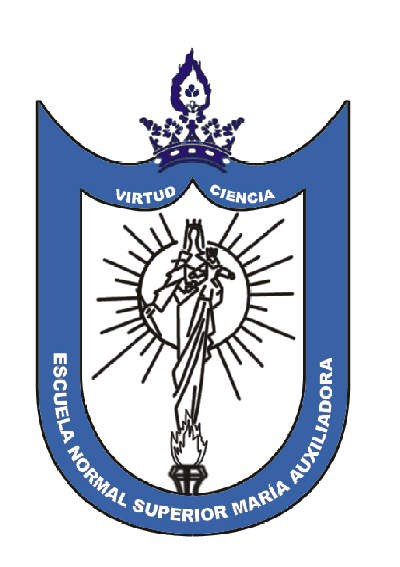 VIRTUD CIENCIA
ESCUELA NORMAL SUPERIOR MARÍA AUXILIADORA